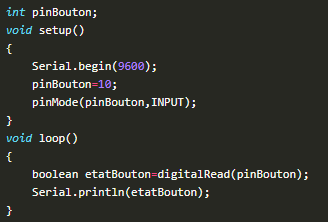 int pinBouton;
void setup()
{
    Serial.begin(9600);
    pinBouton=10;
    pinMode(pinBouton,INPUT);
}
void loop()
{
    boolean etatBouton=digitalRead(pinBouton);
    Serial.println(etatBouton);
}